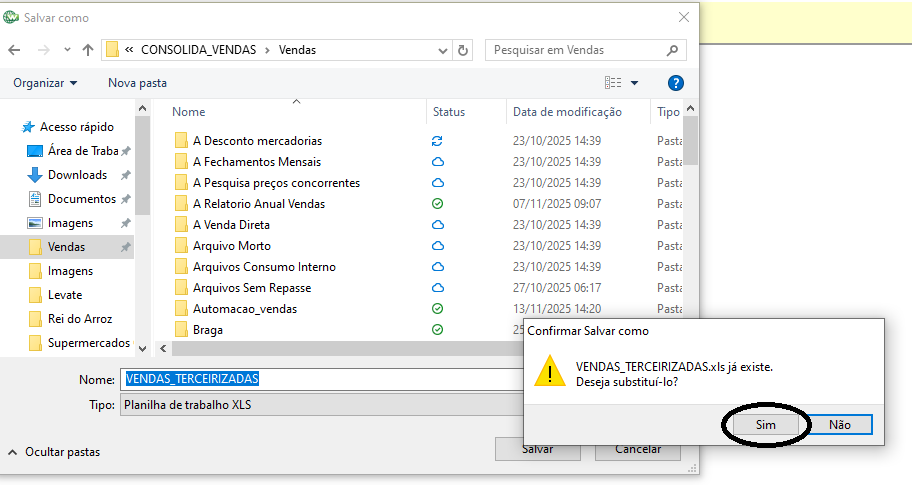 Salvar como
« CONSOLIDA_VENDAS > Vendas
Pesquisar em Vendas
Organizar
Nova pasta
?
Nome Status Data de modificação Tipo
Acesso rápido
Área de Traba
Downloads
Documentos
Imagens
Vendas
Imagens
Levate
Rei do Arroz
Supermercados
A Desconto mercadorias 23/10/2025 14:39 Pasta
A Fechamentos Mensais 23/10/2025 14:39 Pasta
A Pesquisa preços concorrentes 23/10/2025 14:39 Pasta
A Relatorio Anual Vendas 07/11/2025 09:07 Pasta
A Venda Direta 23/10/2025 14:39 Pasta
Arquivo Morto 23/10/2025 14:39 Pasta
Arquivos Consumo Interno 23/10/2025 14:39 Pasta
Arquivos Sem Repasse 27/10/2025 06:17 Pasta
Automacao_vendas 13/11/2025 14:20 Pasta
Braga 25
Nome: VENDAS_TERCEIRIZADAS
Tipo: Planilha de trabalho XLS
Ocultar pastas
Salvar
Cancelar
Confirmar Salvar como
VENDAS_TERCEIRIZADAS.xls já existe.
Deseja substituí-lo?
Sim
Não